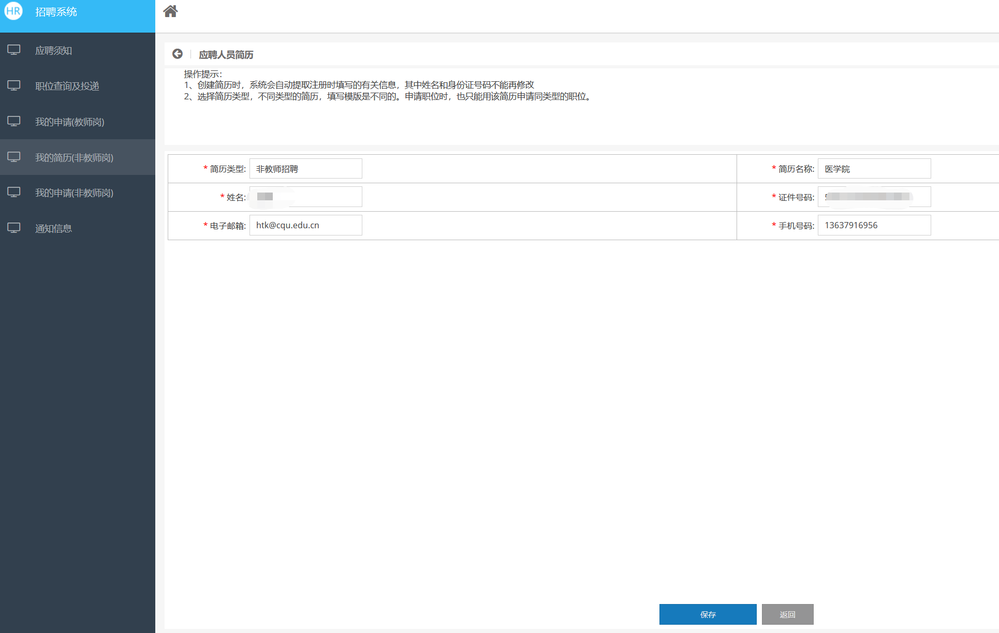 HR 招聘系统
应聘须知
职位查询及投递
我的申请(教师岗)
我的简历(非教师岗)
我的申请(非教师岗)
通知信息
应聘人员简历
操作提示：
1、创建简历时，系统会自动提取注册时填写的有关信息，其中姓名和身份证号码不能再修改
2、选择简历类型，不同类型的简历，填写模版是不同的。申请职位时，也只能用该简历申请同类型的职位。
* 简历类型: 非教师招聘 * 简历名称: 医学院
* 姓名: * 证件号码:
* 电子邮箱: htk@cqu.edu.cn * 手机号码: 13637916956
保存 返回